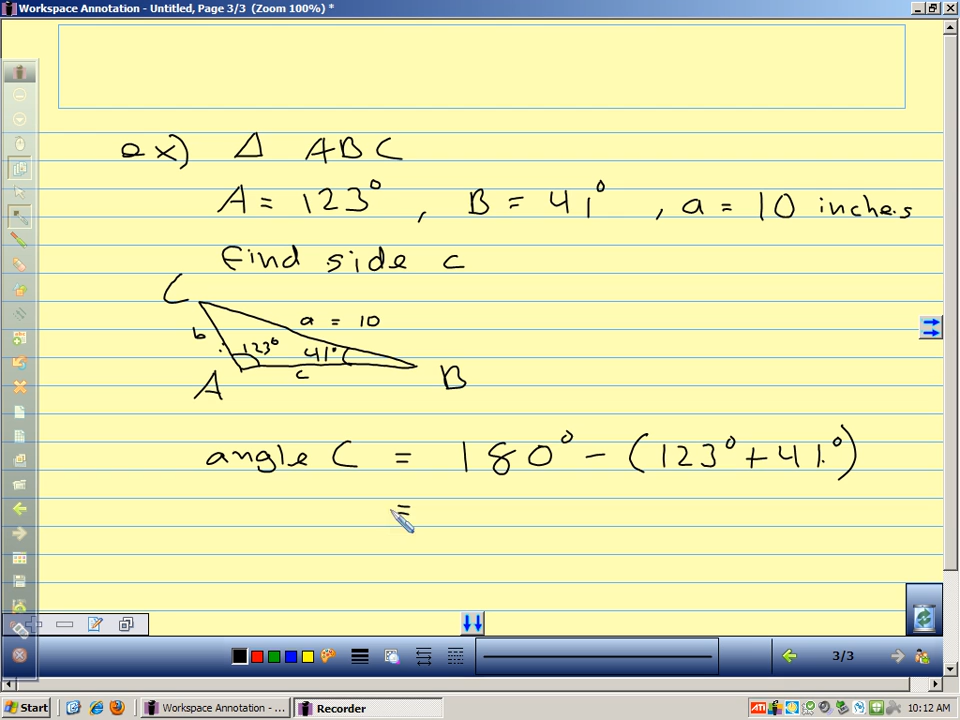 Workspace Annotation - Untitled, Page 3/3 (Zoom 100%) *
ex) Δ ABC
A = 123° , B = 41° , a = 10 inches
Find side c
C
a = 10
b
123° 41°
c
A B
angle C = 180° - (123° + 41°)
=
3/3
Start Workspace Annotation - ... Recorder ATI 10:12 AM